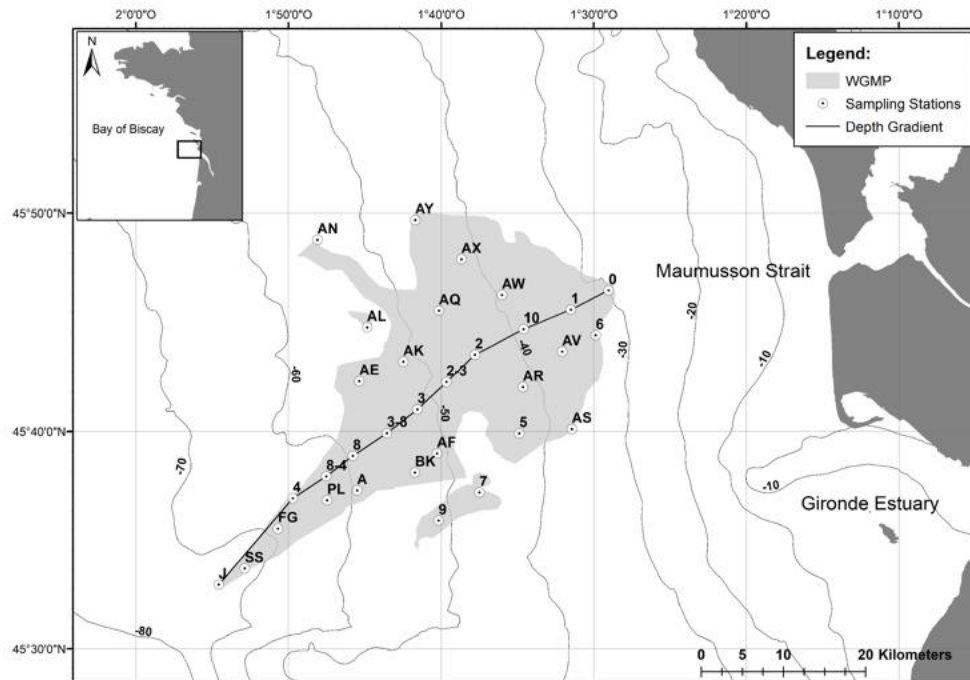 2°0'0"
1°50'0"
1°40'0"
1°30'0"
1°20'0"
1°10'0"
N
Bay of Biscay
Legend:
WGMP
Sampling Stations
Depth Gradient
45°50'0"N
45°40'0"N
45°30'0"N
AN
AY
AX
AW
0
Maumusson Strait
AL
AQ
10
1
6
AK
2
-40
AV
-30
-20
-10
-60
AE
2-3
AR
3
-50
3-8
AF
5
AS
8
BK
-70
8-4
A
7
-10
4
PL
9
Gironde Estuary
FG
SS
J
-80
0 5 10 20 Kilometers